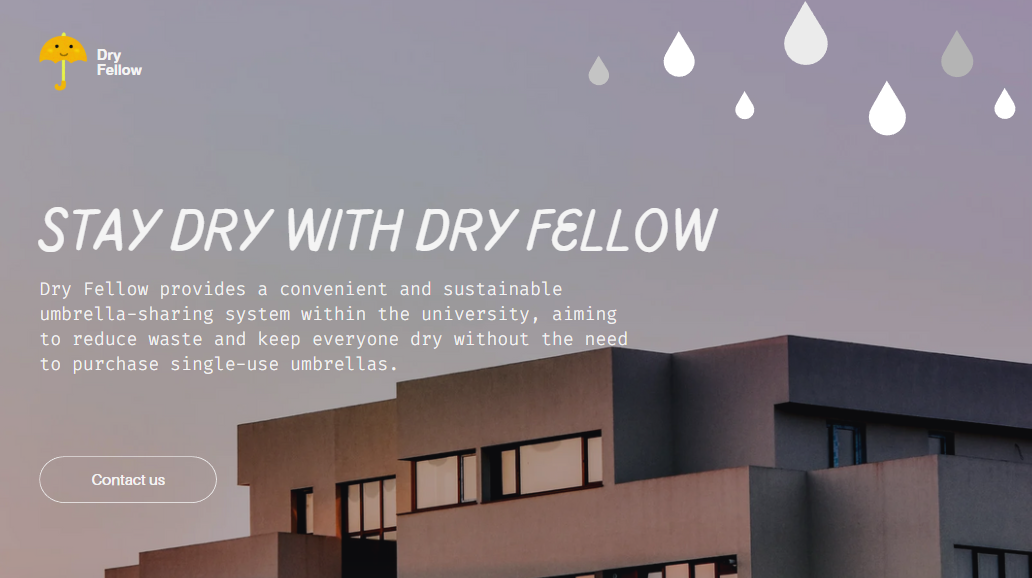 Dry
Fellow
STAY DRY WITH DRY FELLOW
Dry Fellow provides a convenient and sustainable
umbrella-sharing system within the university, aiming
to reduce waste and keep everyone dry without the need
to purchase single-use umbrellas.
Contact us